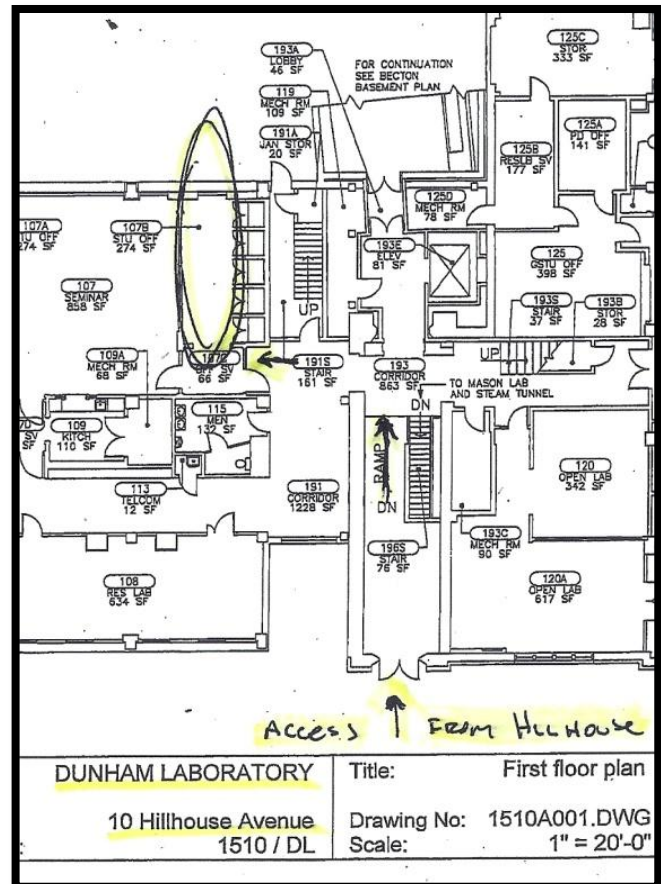 193A
LOBBY
46 SF
FOR CONTINUATION
SEE BECTON
BASEMENT PLAN
125C
STOR
333 SF
119
MECH RM
109 SF
191A
JAN STOR
20 SF
125A
PD OFF
141 SF
125B
RESLB SV
177 SF
125D
MECH RM
78 SF
107A
STU OFF
274 SF
107B
STU OFF
274 SF
193E
ELEV
81 SF
125
GSTU OFF
398 SF
107
SEMINAR
858 SF
193S
STAIR
37 SF
193B
STOR
28 SF
UP
UP
109A
MECH RM
68 SF
107C
OFF SV
66 SF
191S
STAIR
161 SF
193
CORRIDOR
863 SF
TO MASON LAB
AND STEAM TUNNEL
DN
109
KITCH
110 SF
SV
SF
115
MEN
132 SF
RAMP
DN
120
OPEN LAB
342 SF
113
TELCOM
12 SF
191
CORRIDOR
1228 SF
193C
MECH RM
90 SF
196S
STAIR
76 SF
108
RES LAB
634 SF
120A
OPEN LAB
617 SF
ACCESS FROM HILLHOUSE
DUNHAM LABORATORY
10 Hillhouse Avenue
1510 / DL
Title: First floor plan
Drawing No: 1510A001.DWG
Scale: 1" = 20'-0"